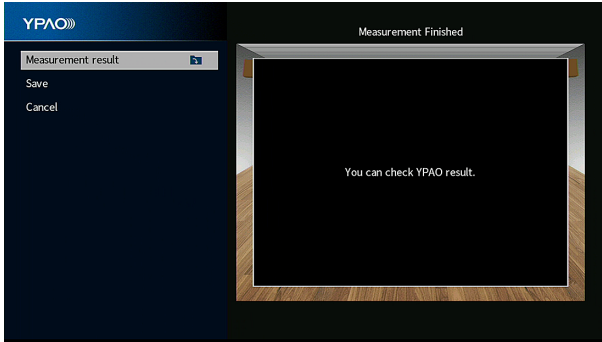 YPAO
Measurement Finished
Measurement result
Save
Cancel
You can check YPAO result.